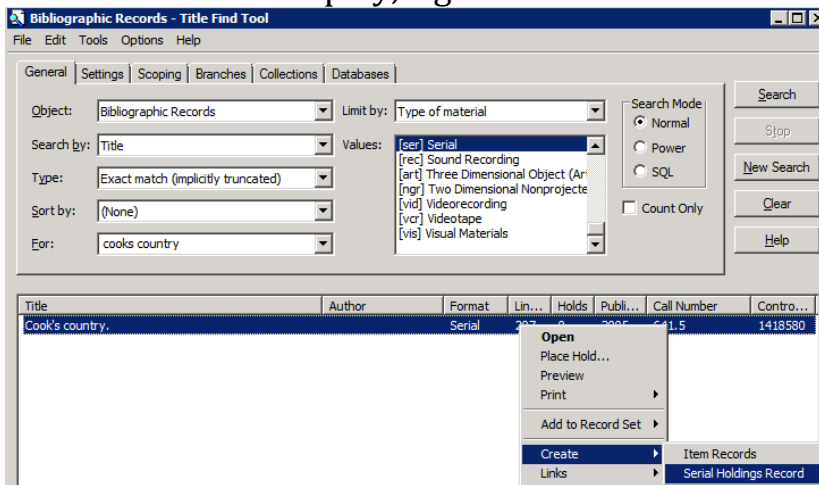 Bibliographic Records - Title Find Tool
File Edit Tools Options Help
General Settings Scoping Branches Collections Databases
Object: Bibliographic Records Limit by: Type of material Search Mode
Search by: Title Values: [ser] Serial Normal
[rec] Sound Recording Power
Type: Exact match (implicitly truncated) [art] Three Dimensional Object (Ar SQL
[ngr] Two Dimensional Nonprojecte
Sort by: (None) [vid] Videorecording Count Only
[vcr] Videotape
For: cooks country [vis] Visual Materials
Search
Stop
New Search
Clear
Help
Title Author Format Lin... Holds Publi... Call Number Contro...
Cook's country. Serial 1418580
Open
Place Hold...
Preview
Print
Add to Record Set
Create Item Records
Links Serial Holdings Record